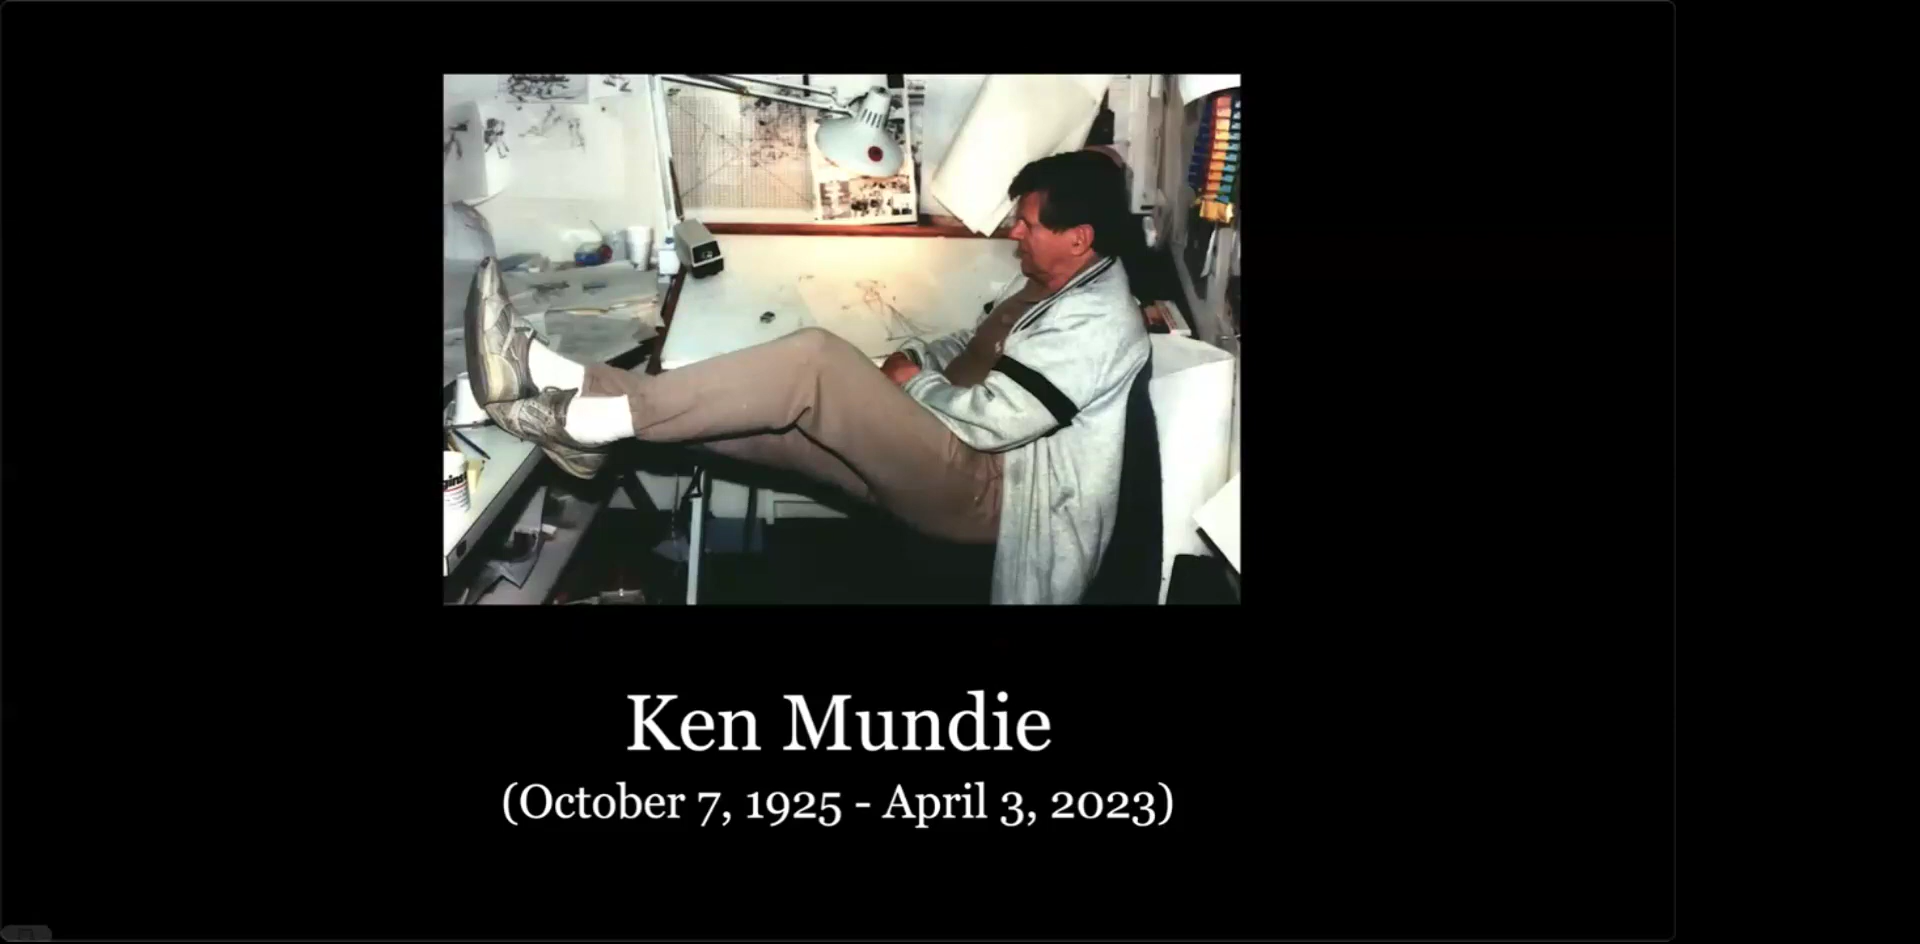 Ken Mundie
(October 7, 1925 - April 3, 2023)